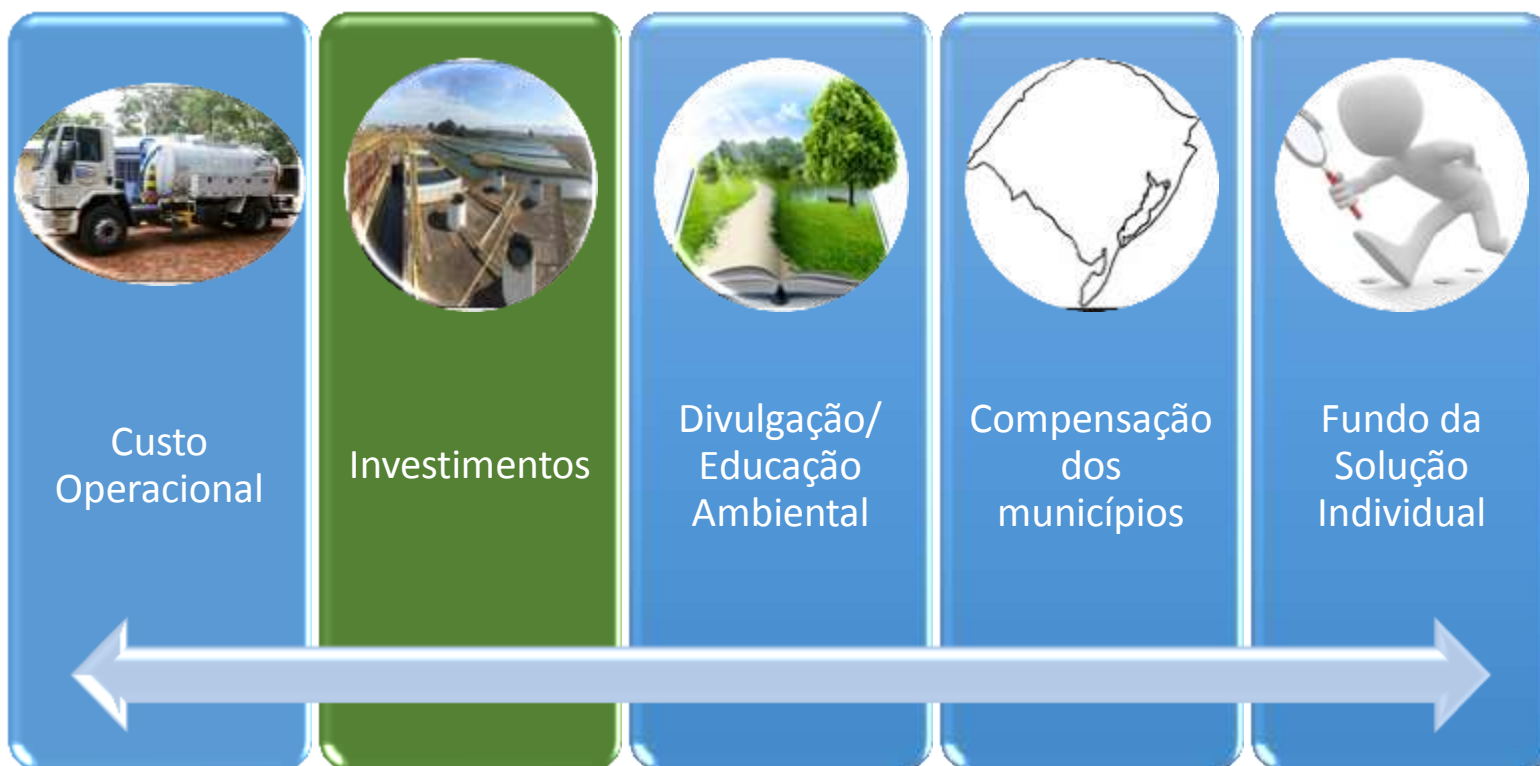 Custo
Operacional
Investimentos
Divulgação/
Educação
Ambiental
Compensação
dos
municípios
Fundo da
Solução
Individual